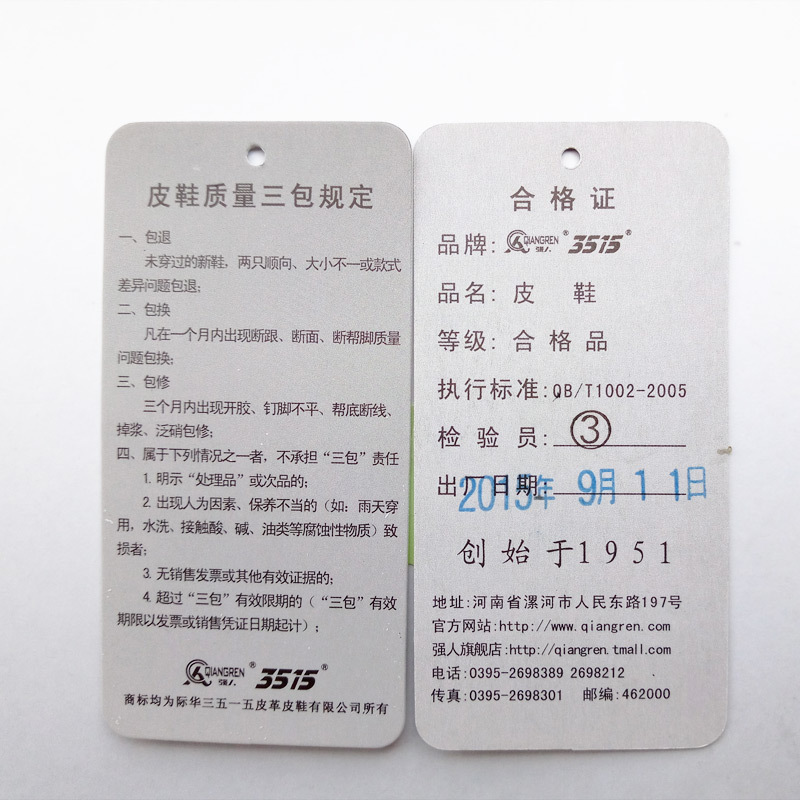 皮鞋质量三包规定
一、包退
未穿过的新鞋，两只顺向、大小不一或款式
差异问题包退;
二、包换
凡在一个月内出现断跟、断面、断帮脚质量
问题包换;
三、包修
三个月内出现开胶、钉脚不平、帮底断线、
掉浆、泛硝包修;
四、属于下列情况之一者，不承担“三包”责任
1. 明示“处理品”或次品的;
2. 出现人为因素、保养不当的（如：雨天穿
用，水洗、接触酸、碱、油类等腐蚀性物质）致
损者;
3. 无销售发票或其他有效证据的;
4. 超过“三包”有效期限的（“三包”有效
期限以发票或销售凭证日期起计）;
QIANGREN 强人® 3515®
商标均为际华三五一五皮革皮鞋有限公司所有
合格证
品牌: QIANGREN 强人® 3515®
品名: 皮 鞋
等级: 合格品
执行标准: QB/T1002-2005
检验员: ③
出厂日期: 2015年 9月 11日
创始于1951
地址:河南省漯河市人民东路197号
官方网站:http://www.qiangren.com
强人旗舰店:http://qiangren.tmall.com
电话:0395-2698389 2698212
传真:0395-2698301 邮编:462000